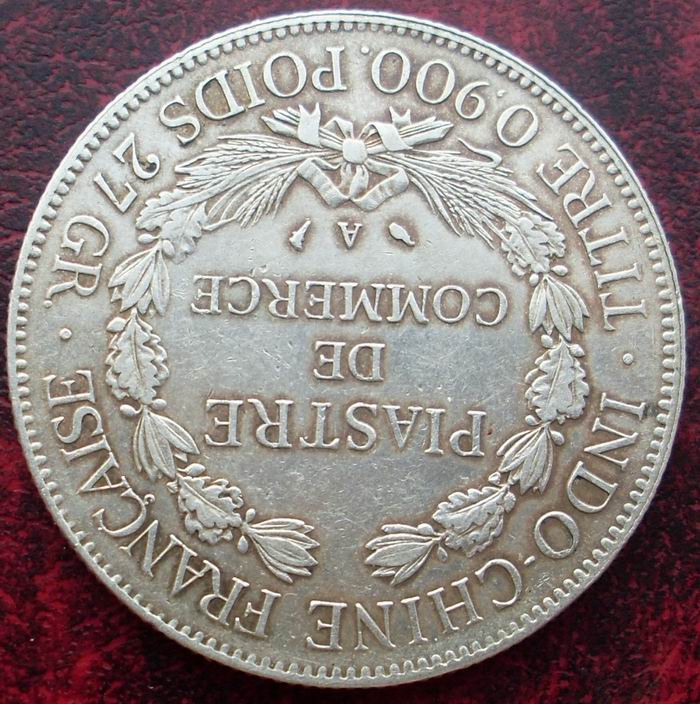 INDO-CHINE FRANÇAISE
PIASTRE
DE
COMMERCE
A
· TITRE 0,900. POIDS 27 GR. ·